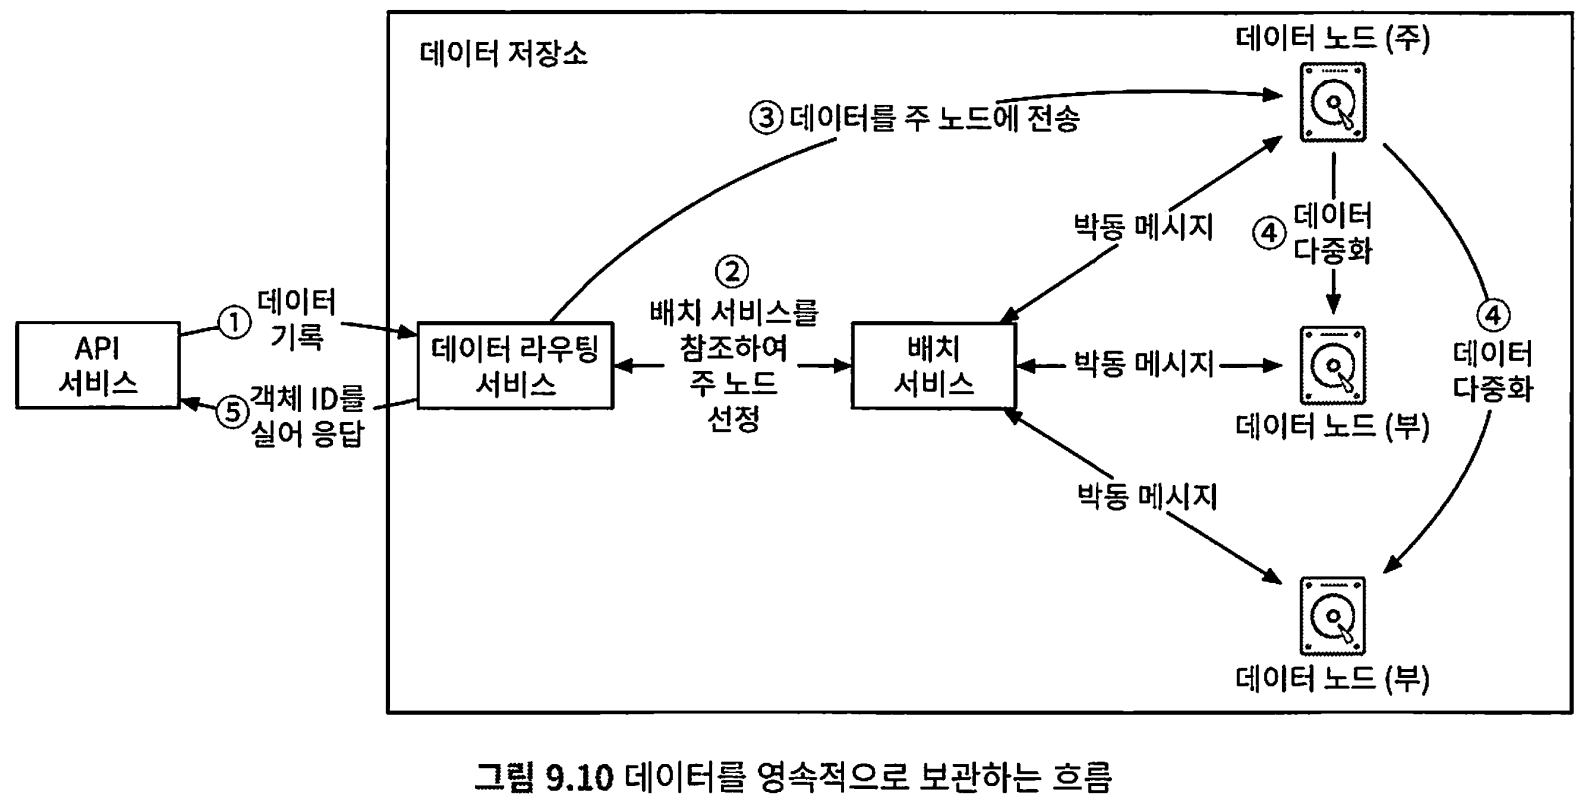 데이터 저장소
데이터 노드 (주)
③ 데이터를 주 노드에 전송
박동 메시지
④ 데이터
다중화
②
배치 서비스를
참조하여
주 노드
선정
① 데이터
기록
API
서비스
데이터 라우팅
서비스
배치
서비스
박동 메시지
④
데이터
다중화
⑤ 객체 ID를
실어 응답
데이터 노드 (부)
박동 메시지
데이터 노드 (부)
그림 9.10 데이터를 영속적으로 보관하는 흐름